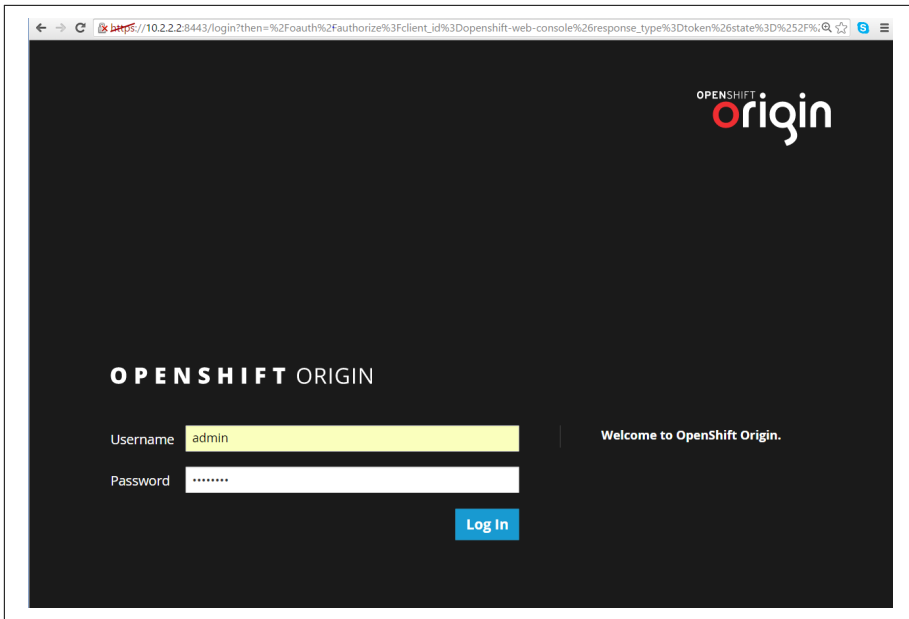 https://10.2.2.2:8443/login?then=%2Foauth%2Fauthorize%3Fclient_id%3Dopenshift-web-console%26response_type%3Dtoken%26state%3D%252F%
OPENSHIFT
origin
OPENSHIFT ORIGIN
Username admin
Password ••••••••
Welcome to OpenShift Origin.
Log In